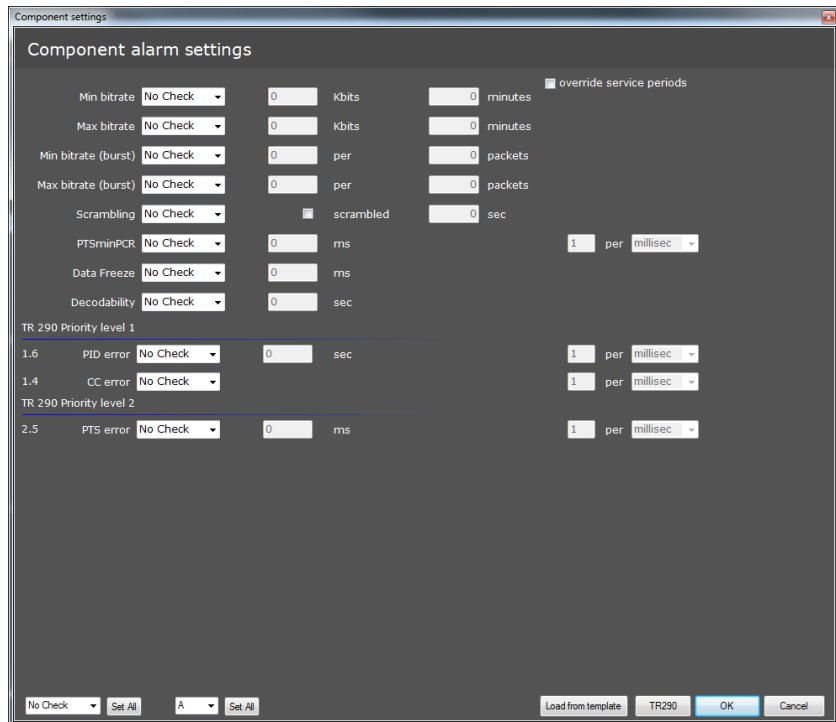 Component settings
Component alarm settings
override service periods
Min bitrate No Check 0 Kbits 0 minutes
Max bitrate No Check 0 Kbits 0 minutes
Min bitrate (burst) No Check 0 per 0 packets
Max bitrate (burst) No Check 0 per 0 packets
Scrambling No Check scrambled 0 sec
PTSminPCR No Check 0 ms 1 per millisec
Data Freeze No Check 0 ms
Decodability No Check 0 sec
TR 290 Priority level 1
1.6 PID error No Check 0 sec 1 per millisec
1.4 CC error No Check 1 per millisec
TR 290 Priority level 2
2.5 PTS error No Check 0 ms 1 per millisec
No Check Set All A Set All Load from template TR290 OK Cancel